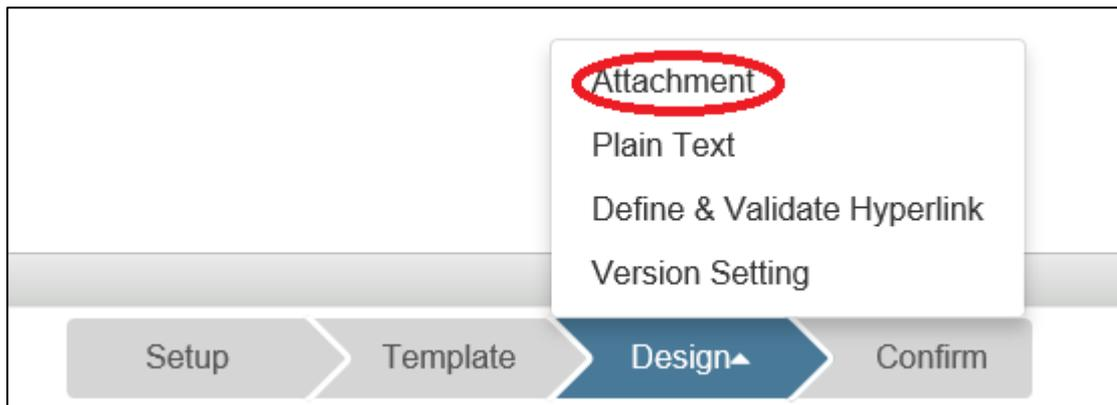 Attachment
Plain Text
Define & Validate Hyperlink
Version Setting
Setup Template Design Confirm